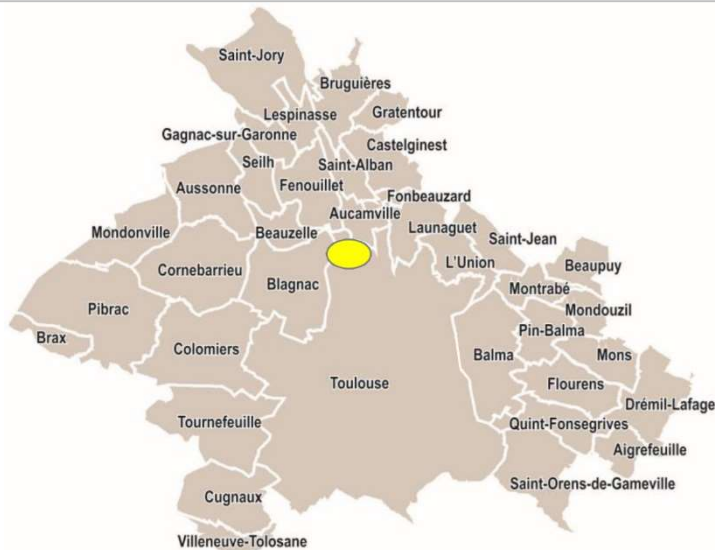 Saint-Jory
Bruguières
Lespinasse
Gratentour
Gagnac-sur-Garonne
Castelginest
Seilh
Saint-Alban
Aussonne
Fenouillet
Fonbeauzard
Aucamville
Launaguet
Mondonville
Beauzelle
Saint-Jean
Cornebarrieu
L'Union
Beaupuy
Blagnac
Montrabé
Pibrac
Mondouzil
Brax
Pin-Balma
Colomiers
Balma
Mons
Toulouse
Flourens
Drémil-Lafage
Tournefeuille
Quint-Fonsegrives
Aigrefeuille
Saint-Orens-de-Gameville
Cugnaux
Villeneuve-Tolosane